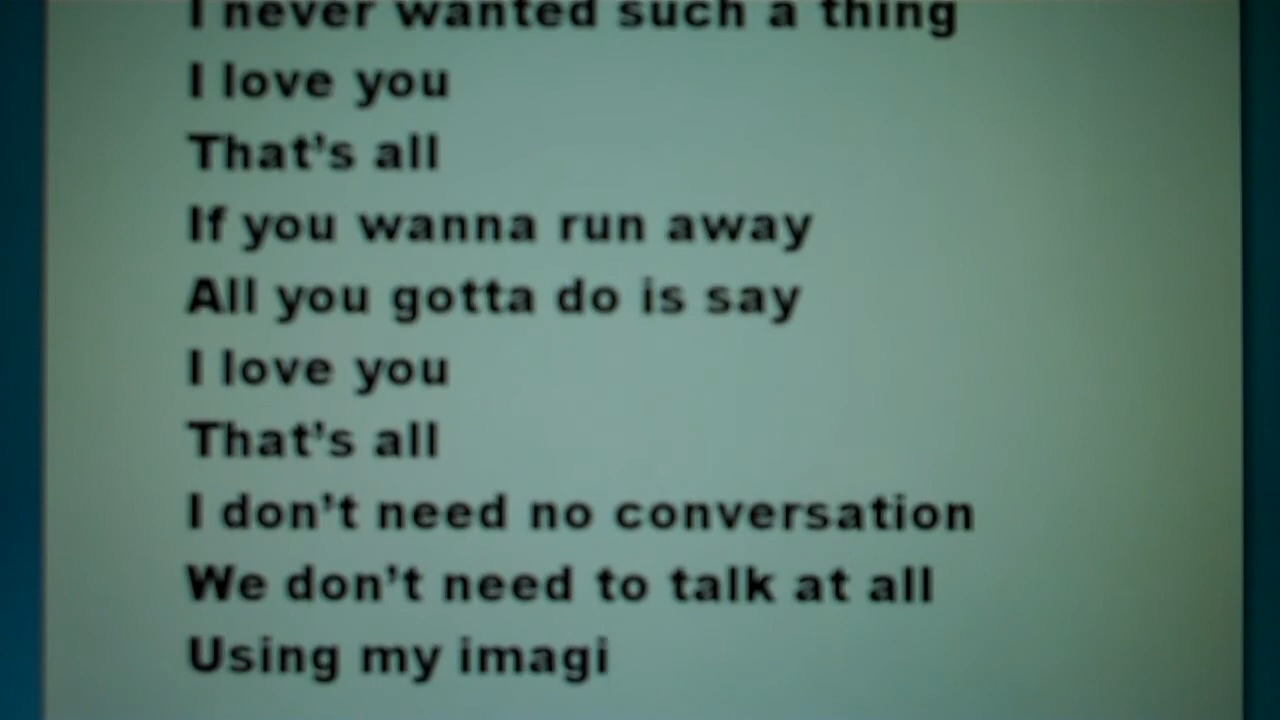 I never wanted such a thing
I love you
That's all
If you wanna run away
All you gotta do is say
I love you
That's all
I don't need no conversation
We don't need to talk at all
Using my imagi